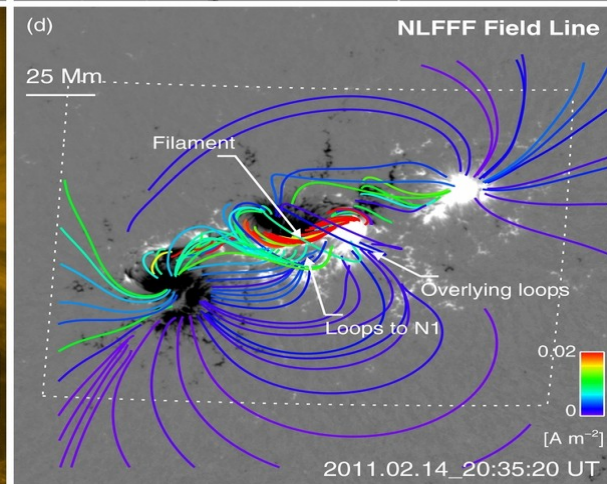 (d)
NLFFF Field Line
25 Mm
Filament
Overlying loops
Loops to N1
0.02
0
[A m⁻²]
2011.02.14_20:35:20 UT